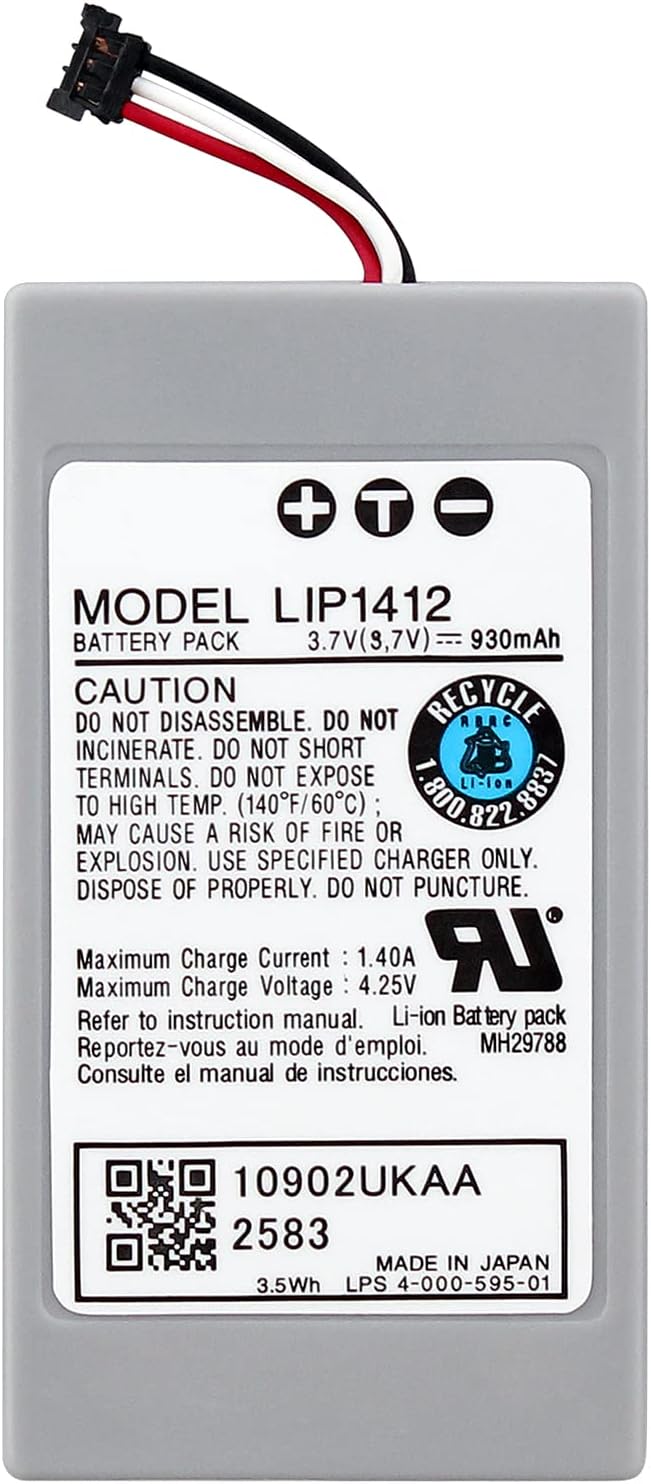 + T −
MODEL LIP1412
BATTERY PACK 3.7V(3,7V) ⎓ 930mAh
CAUTION
DO NOT DISASSEMBLE. DO NOT
INCINERATE. DO NOT SHORT
TERMINALS. DO NOT EXPOSE
TO HIGH TEMP. (140°F/60°C) ;
MAY CAUSE A RISK OF FIRE OR
EXPLOSION. USE SPECIFIED CHARGER ONLY.
DISPOSE OF PROPERLY. DO NOT PUNCTURE.
RECYCLE
RBRC
Li-ion
1.800.822.8837
Maximum Charge Current : 1.40A
Maximum Charge Voltage : 4.25V
RU®
Refer to instruction manual.
Reportez-vous au mode d'emploi.
Consulte el manual de instrucciones.
Li-ion Battery pack
MH29788
10902UKAA
2583
MADE IN JAPAN
3.5Wh LPS 4-000-595-01